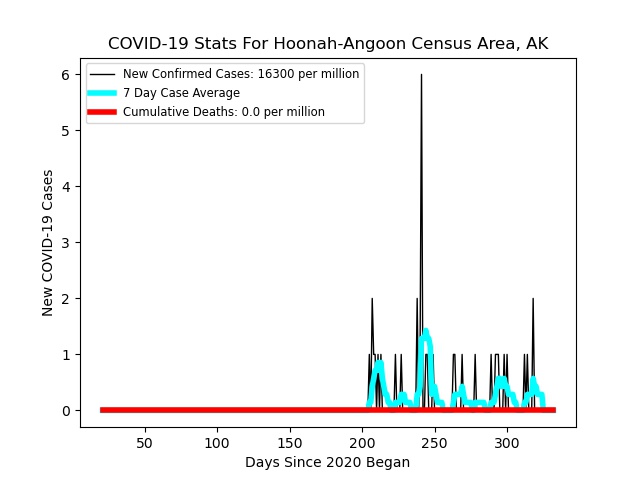 COVID-19 Stats For Hoonah-Angoon Census Area, AK
New Confirmed Cases: 16300 per million
7 Day Case Average
Cumulative Deaths: 0.0 per million
New COVID-19 Cases
6
5
4
3
2
1
0
50 100 150 200 250 300
Days Since 2020 Began